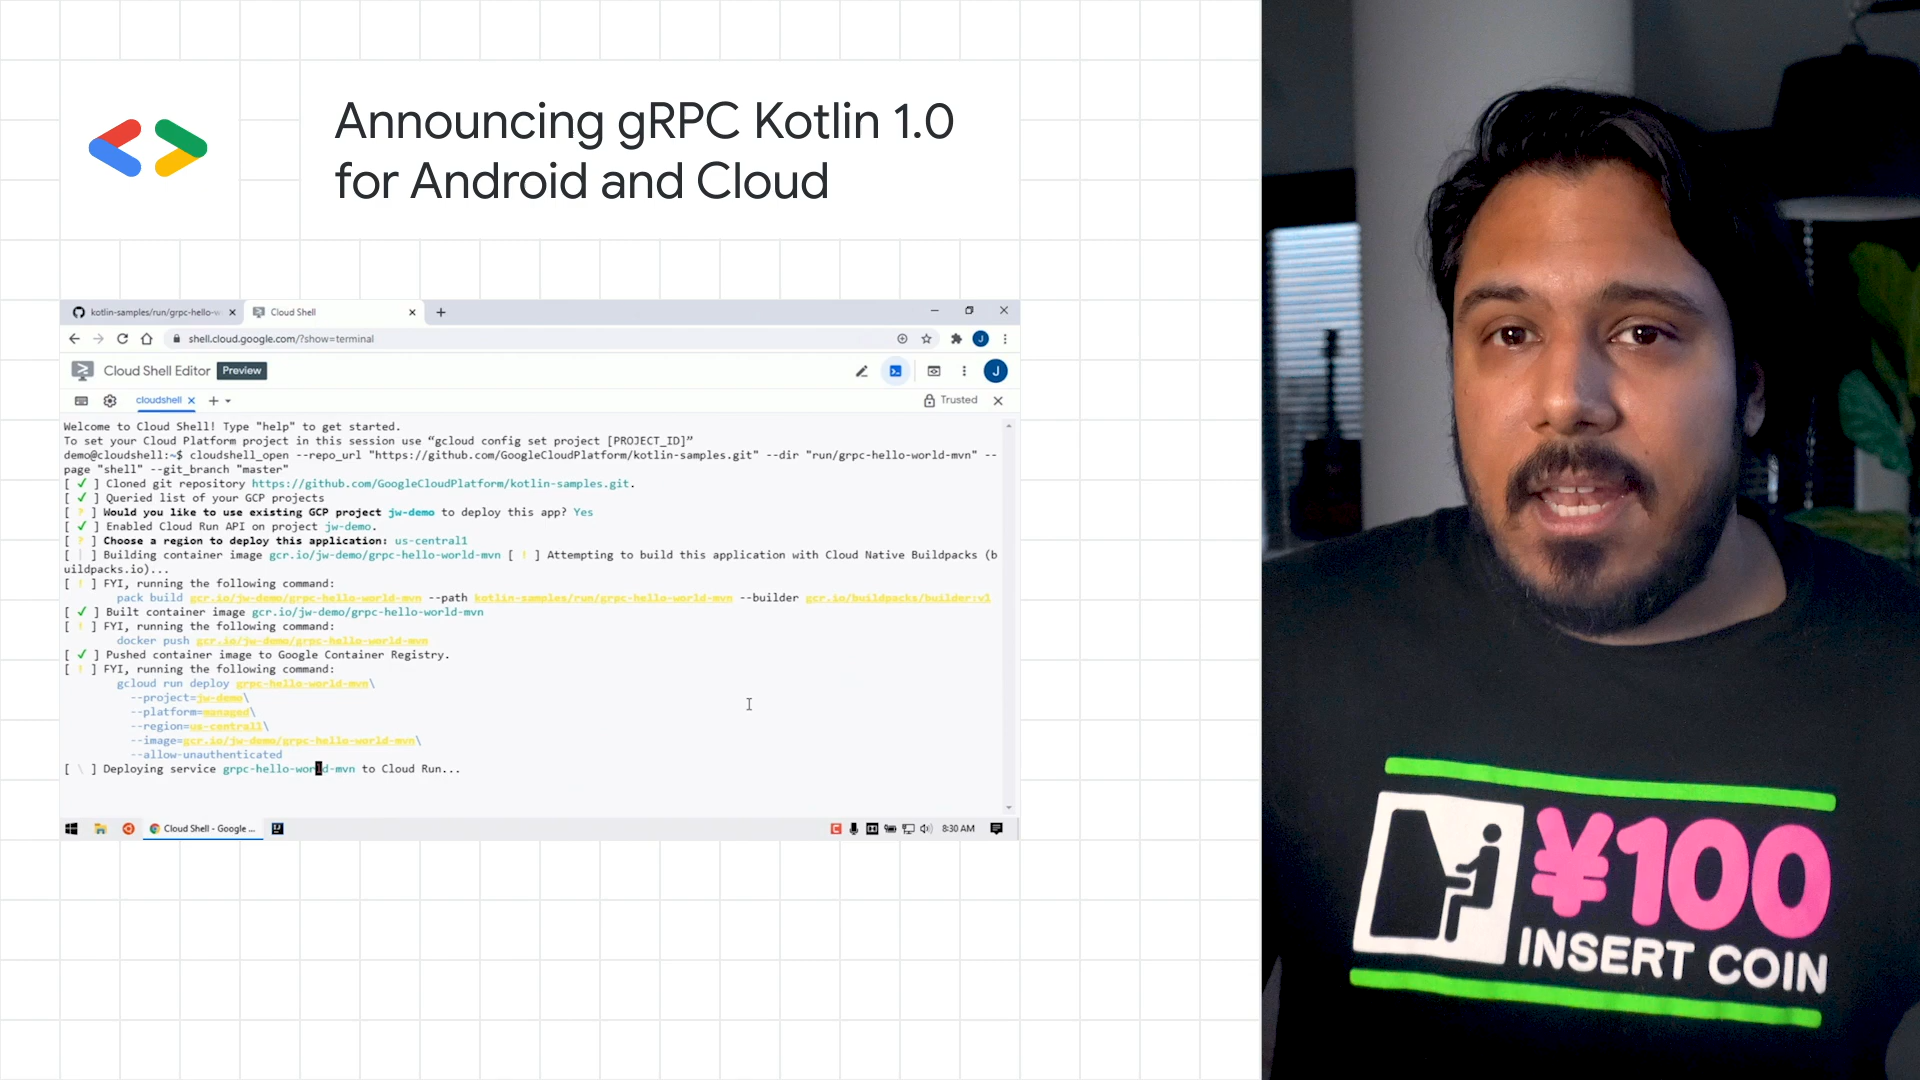 Announcing gRPC Kotlin 1.0
for Android and Cloud
kotlin-samples/run/grpc-hello-w
Cloud Shell
shell.cloud.google.com/?show=terminal
Cloud Shell Editor Preview
J
cloudshell
Trusted
Welcome to Cloud Shell! Type "help" to get started.
To set your Cloud Platform project in this session use “gcloud config set project [PROJECT_ID]”
demo@cloudshell:~$ cloudshell_open --repo_url "https://github.com/GoogleCloudPlatform/kotlin-samples.git" --dir "run/grpc-hello-world-mvn" --
page "shell" --git_branch "master"
[ ✓ ] Cloned git repository https://github.com/GoogleCloudPlatform/kotlin-samples.git.
[ ✓ ] Queried list of your GCP projects
[ ? ] Would you like to use existing GCP project jw-demo to deploy this app? Yes
[ ✓ ] Enabled Cloud Run API on project jw-demo.
[ ? ] Choose a region to deploy this application: us-central1
[ | ] Building container image gcr.io/jw-demo/grpc-hello-world-mvn [ ! ] Attempting to build this application with Cloud Native Buildpacks (b
uildpacks.io)...
[ ! ] FYI, running the following command:
pack build gcr.io/jw-demo/grpc-hello-world-mvn --path kotlin-samples/run/grpc-hello-world-mvn --builder gcr.io/buildpacks/builder:v1
[ ✓ ] Built container image gcr.io/jw-demo/grpc-hello-world-mvn
[ ! ] FYI, running the following command:
docker push gcr.io/jw-demo/grpc-hello-world-mvn
[ ✓ ] Pushed container image to Google Container Registry.
[ ! ] FYI, running the following command:
gcloud run deploy grpc-hello-world-mvn\
--project=jw-demo\
--platform=managed\
--region=us-central1\
--image=gcr.io/jw-demo/grpc-hello-world-mvn\
--allow-unauthenticated
[ \ ] Deploying service grpc-hello-world-mvn to Cloud Run...
Cloud Shell - Google ...
8:30 AM
¥100
INSERT COIN